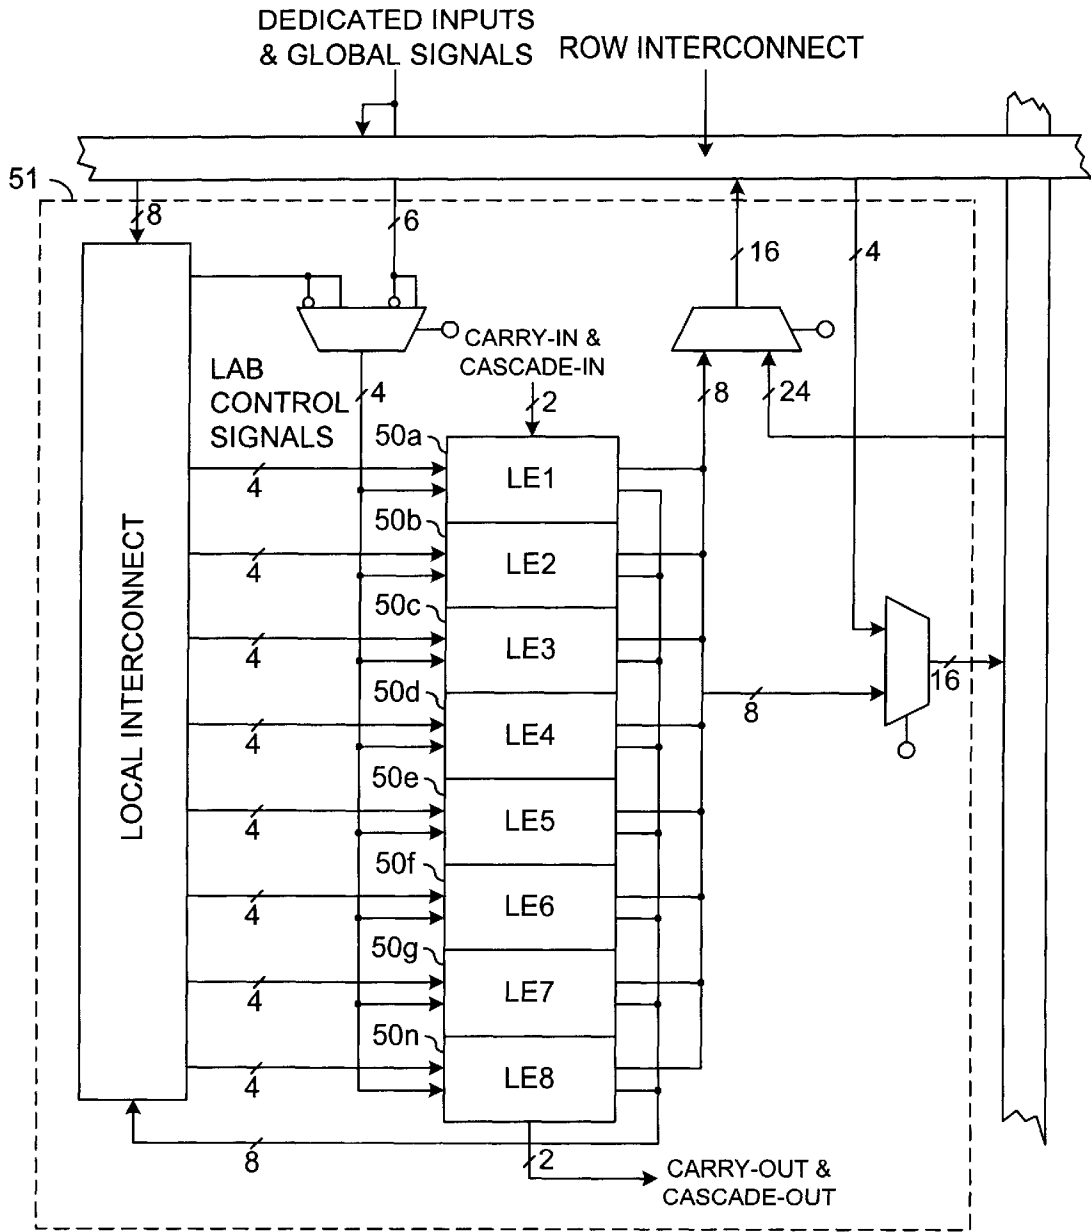 DEDICATED INPUTS
& GLOBAL SIGNALS
ROW INTERCONNECT
51
8
6
16
4
CARRY-IN &
CASCADE-IN
LAB
CONTROL
SIGNALS
4
2
8
24
50a
LE1
4
50b
LE2
4
50c
LE3
4
50d
LE4
4
8
16
50e
LE5
4
50f
LE6
4
50g
LE7
4
50n
LE8
4
LOCAL INTERCONNECT
8
2
CARRY-OUT &
CASCADE-OUT